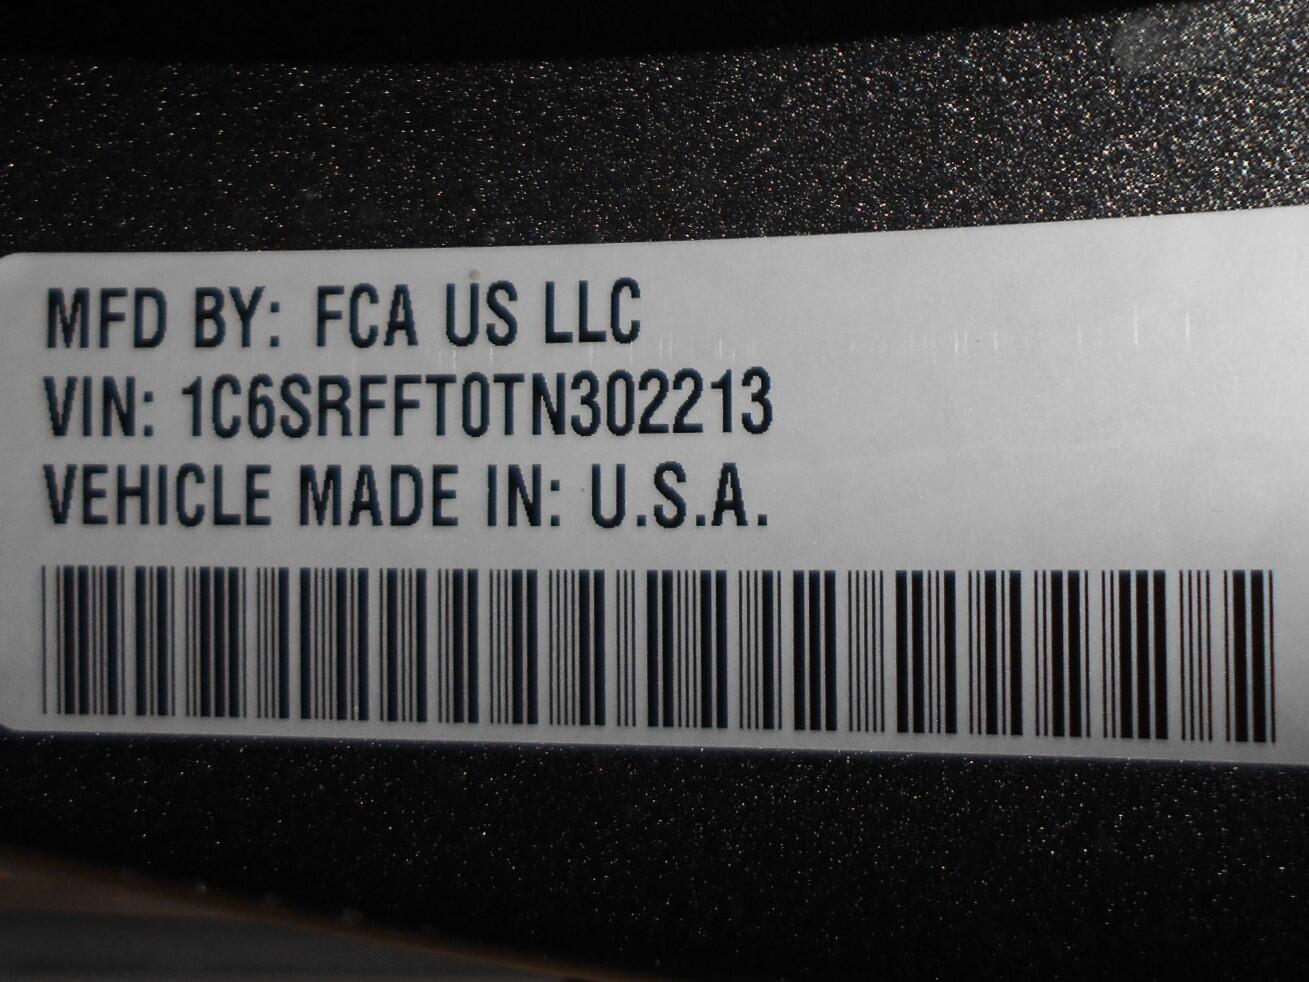 MFD BY: FCA US LLC
VIN: 1C6SRFFT0TN302213
VEHICLE MADE IN: U.S.A.